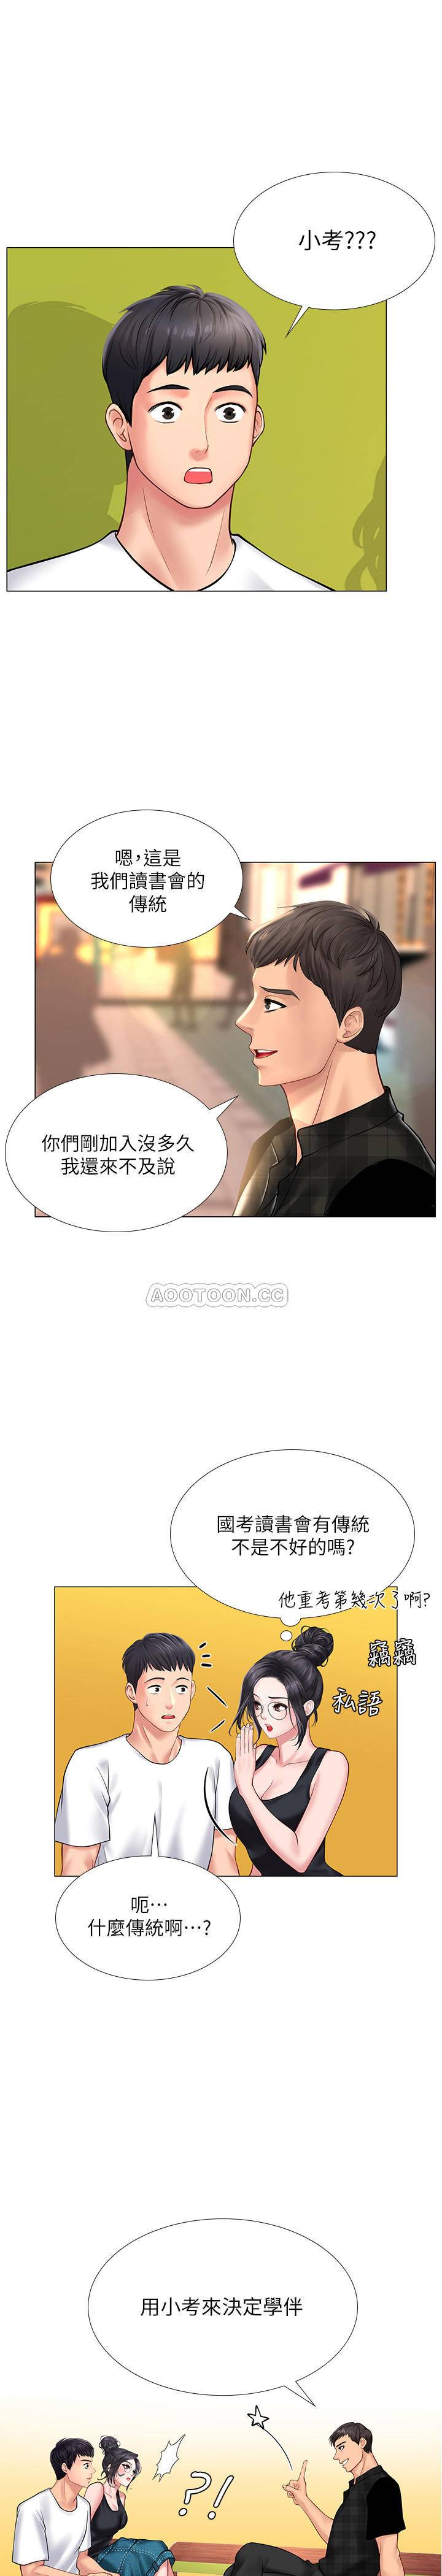 小考???
嗯,這是
我們讀書會的
傳統
你們剛加入沒多久
我還來不及說
AOOTOON.CC
國考讀書會有傳統
不是不好的嗎?
他重考第幾次了啊?
竊竊
私語
呃⋯
什麼傳統啊⋯?
用小考來決定學伴
?!